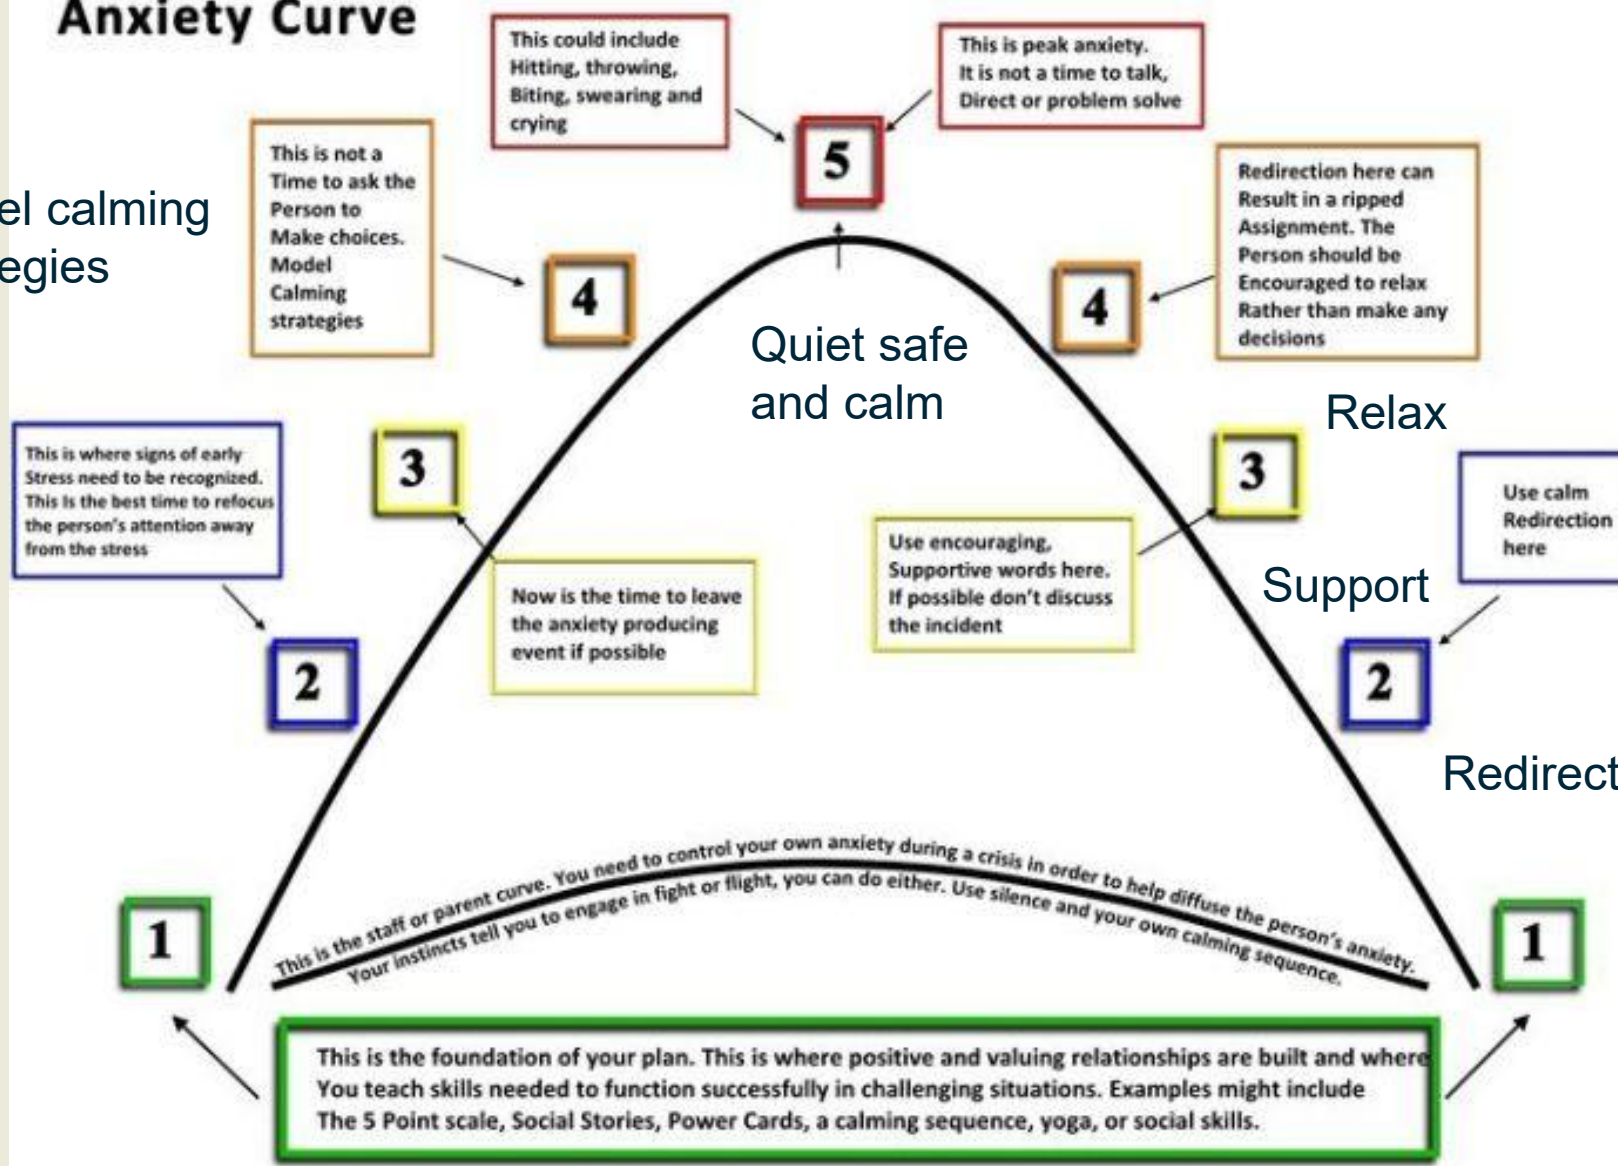 Anxiety Curve
This could include
Hitting, throwing,
Biting, swearing and
crying
This is peak anxiety.
It is not a time to talk,
Direct or problem solve
5
This is not a
Time to ask the
Person to
Make choices.
Model
Calming
strategies
el calming
egies
4
Redirection here can
Result in a ripped
Assignment. The
Person should be
Encouraged to relax
Rather than make any
decisions
4
Quiet safe
and calm
Relax
This is where signs of early
Stress need to be recognized.
This Is the best time to refocus
the person's attention away
from the stress
3
Now is the time to leave
the anxiety producing
event if possible
Use encouraging,
Supportive words here.
If possible don't discuss
the incident
3
Use calm
Redirection
here
Support
2
2
Redirect
This is the staff or parent curve. You need to control your own anxiety during a crisis in order to help diffuse the person's anxiety.
Your instincts tell you to engage in fight or flight, you can do either. Use silence and your own calming sequence.
1
1
This is the foundation of your plan. This is where positive and valuing relationships are built and where
You teach skills needed to function successfully in challenging situations. Examples might include
The 5 Point scale, Social Stories, Power Cards, a calming sequence, yoga, or social skills.